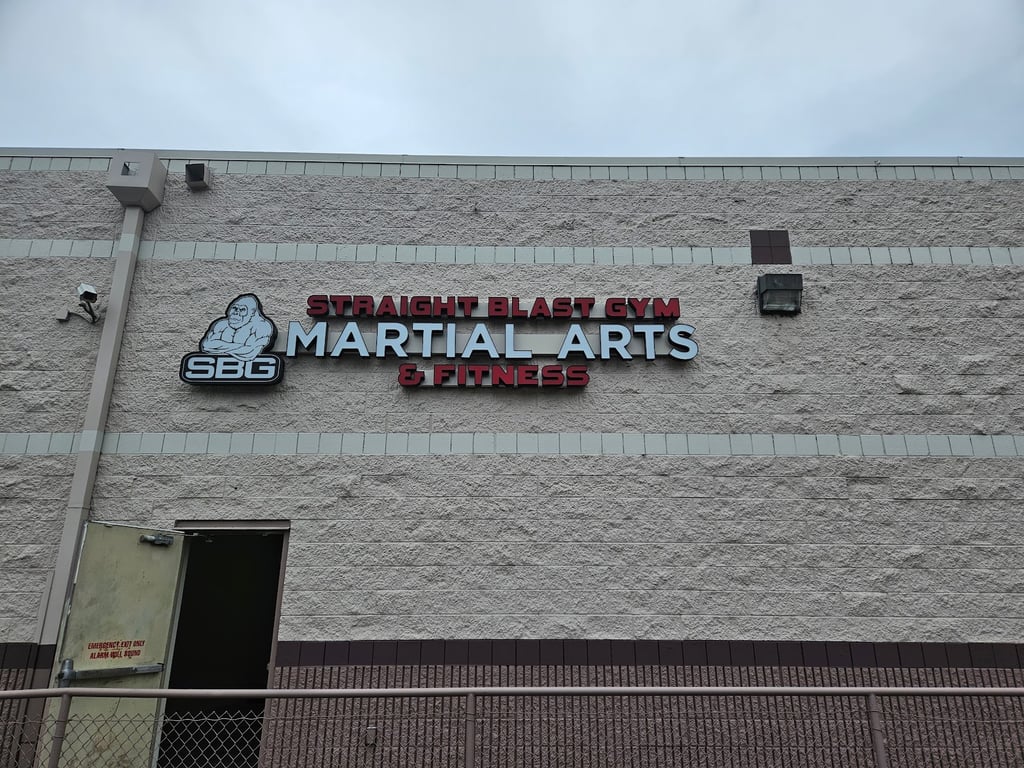 STRAIGHT BLAST GYM
MARTIAL ARTS
& FITNESS
SBG
EMERGENCY EXIT ONLY
ALARM WILL SOUND